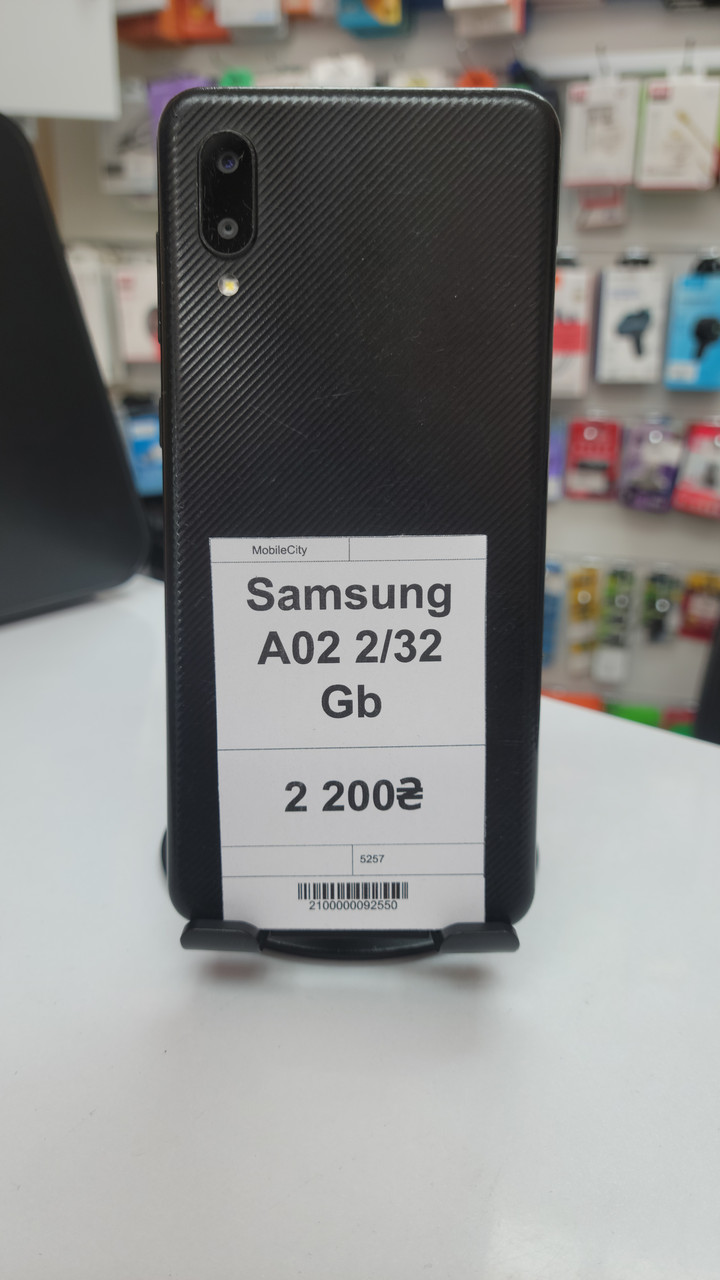 MobileCity
Samsung
A02 2/32
Gb
2 200₴
5257
2100000092550